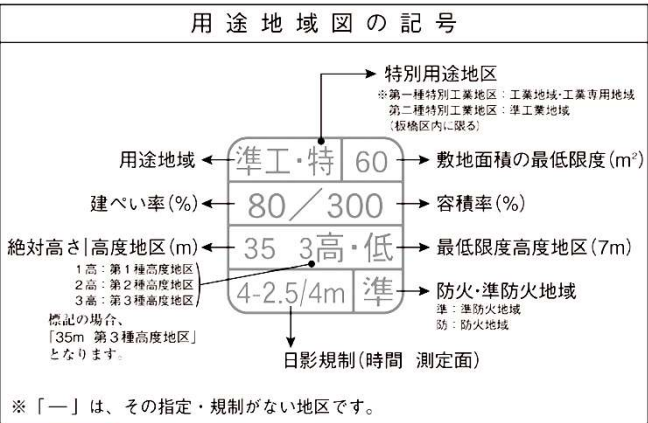 用途地域図の記号
特別用途地区
※第一種特別工業地区：工業地域・工業専用地域
第二種特別工業地区：準工業地域
(板橋区内に限る)
用途地域 準工・特 60 敷地面積の最低限度(m²)
建ぺい率(%) 80／300 容積率(%)
絶対高さ|高度地区(m) 35 3高・低 最低限度高度地区(7m)
1高：第1種高度地区
2高：第2種高度地区
3高：第3種高度地区
4-2.5/4m 準 防火・準防火地域
準：準防火地域
防：防火地域
標記の場合、
「35m 第3種高度地区」
となります。
日影規制(時間 測定面)
※「―」は、その指定・規制がない地区です。